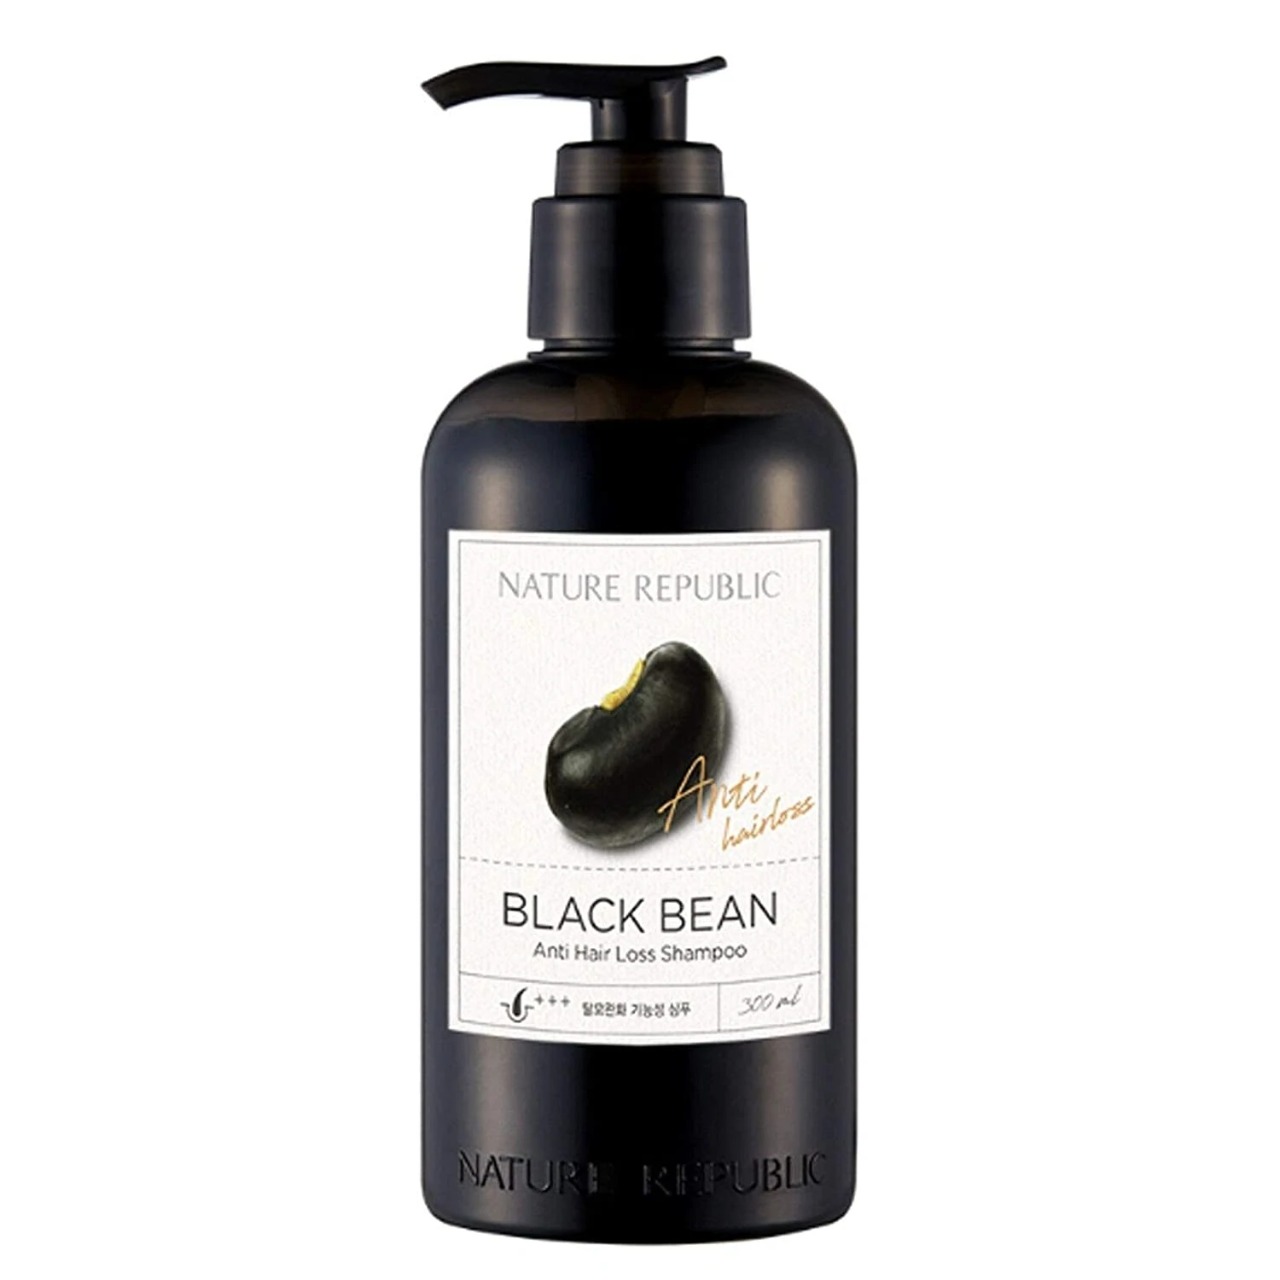 NATURE REPUBLIC
Anti
hairloss
BLACK BEAN
Anti Hair Loss Shampoo
+++ 탈모완화 기능성 샴푸
300 ml
NATURE REPUBLIC